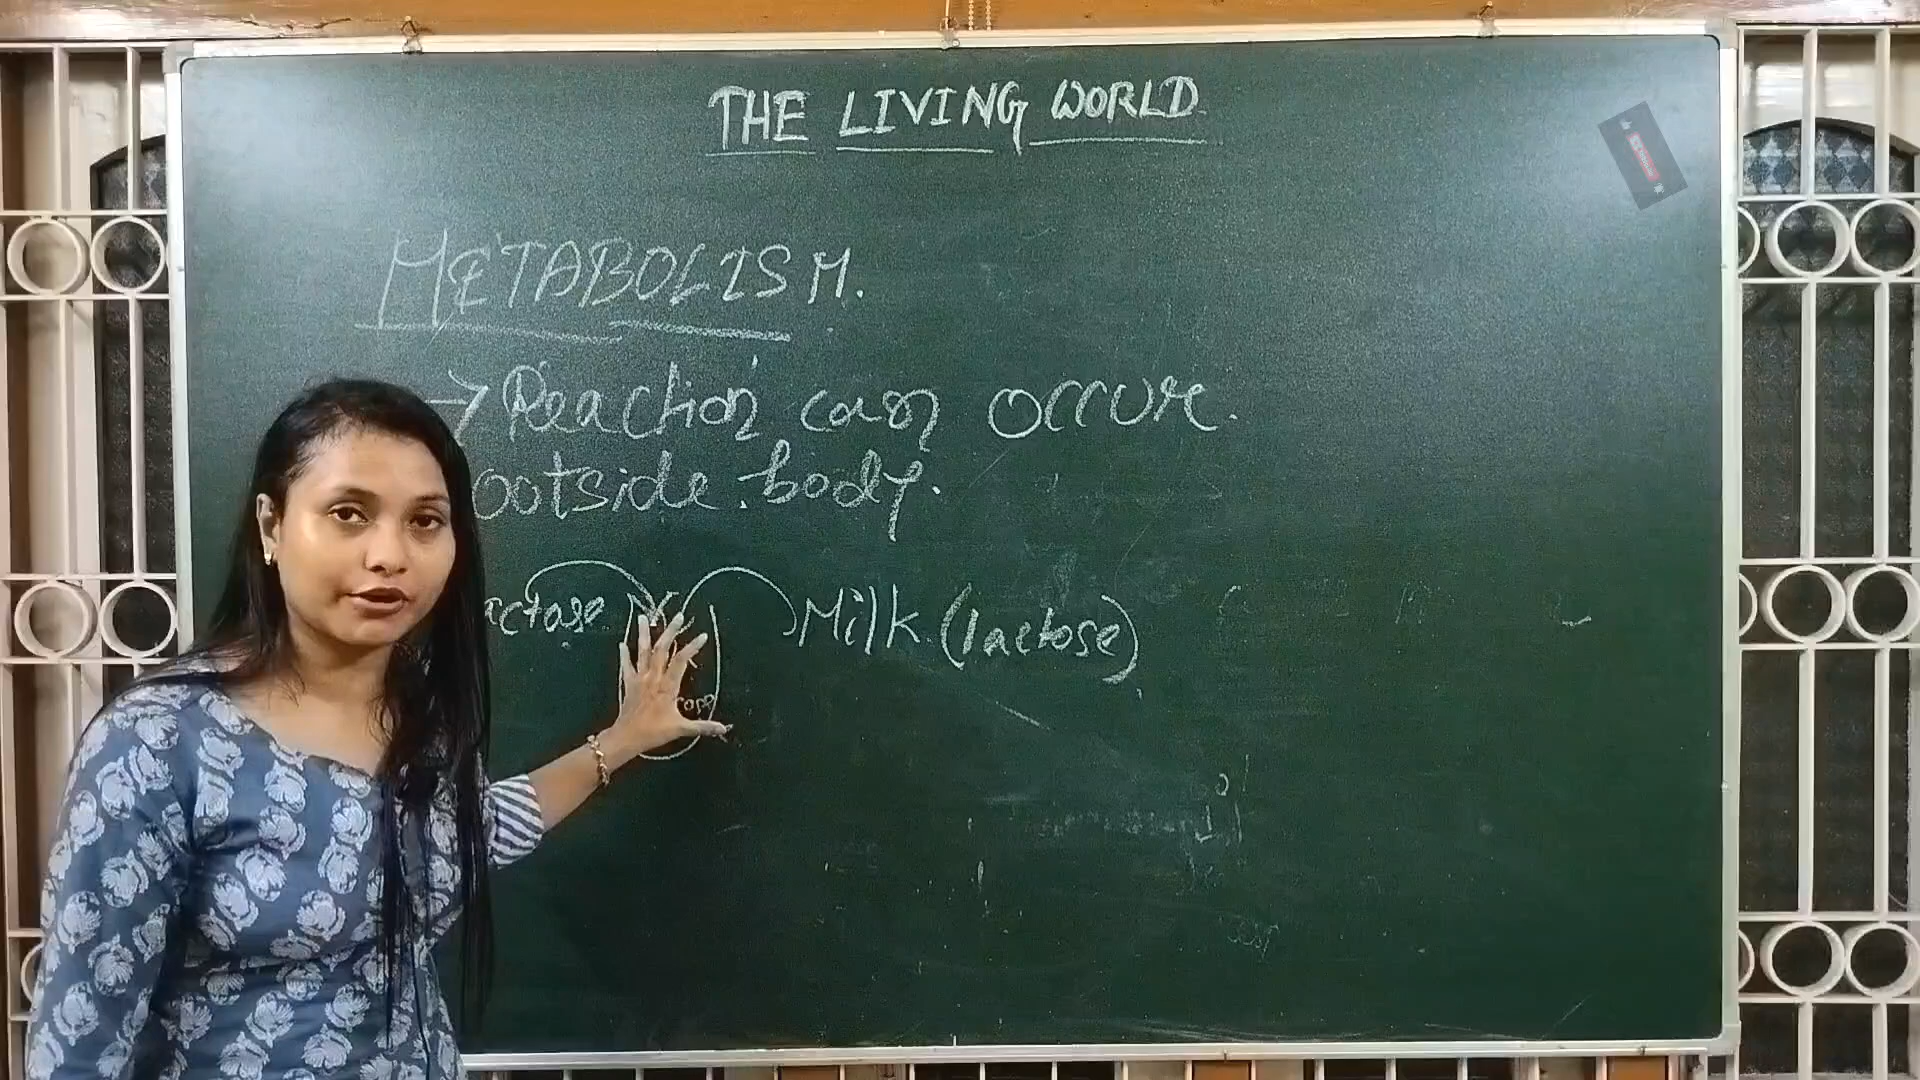 THE LIVING WORLD
METABOLISM.
→ Reaction can occure.
outside body.
actose Milk (lactose)